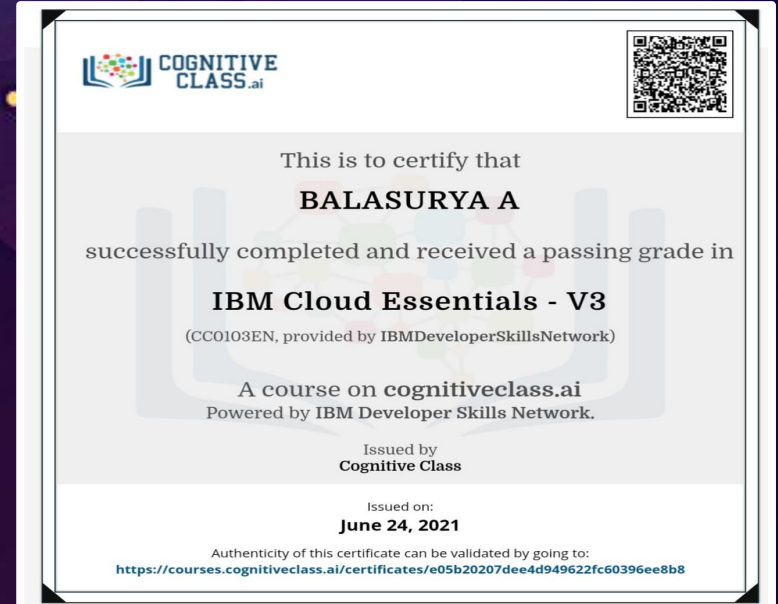 COGNITIVE
CLASS.ai
This is to certify that
BALASURYA A
successfully completed and received a passing grade in
IBM Cloud Essentials - V3
(CC0103EN, provided by IBMDeveloperSkillsNetwork)
A course on cognitiveclass.ai
Powered by IBM Developer Skills Network.
Issued by
Cognitive Class
Issued on:
June 24, 2021
Authenticity of this certificate can be validated by going to:
https://courses.cognitiveclass.ai/certificates/e05b20207dee4d949622fc60396ee8b8